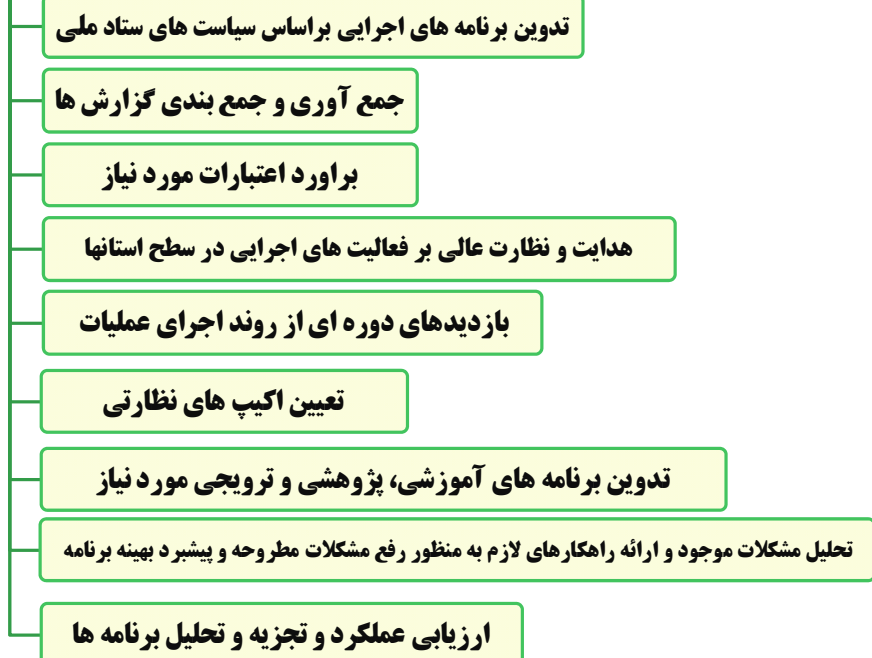 تدوین برنامه های اجرایی براساس سیاست های ستاد ملی
جمع آوری و جمع بندی گزارش ها
براورد اعتبارات مورد نیاز
هدایت و نظارت عالی بر فعالیت های اجرایی در سطح استانها
بازدیدهای دوره ای از روند اجرای عملیات
تعیین اکیپ های نظارتی
تدوین برنامه های آموزشی، پژوهشی و ترویجی مورد نیاز
تحلیل مشکلات موجود و ارائه راهکارهای لازم به منظور رفع مشکلات مطروحه و پیشبرد بهینه برنامه
ارزیابی عملکرد و تجزیه و تحلیل برنامه ها